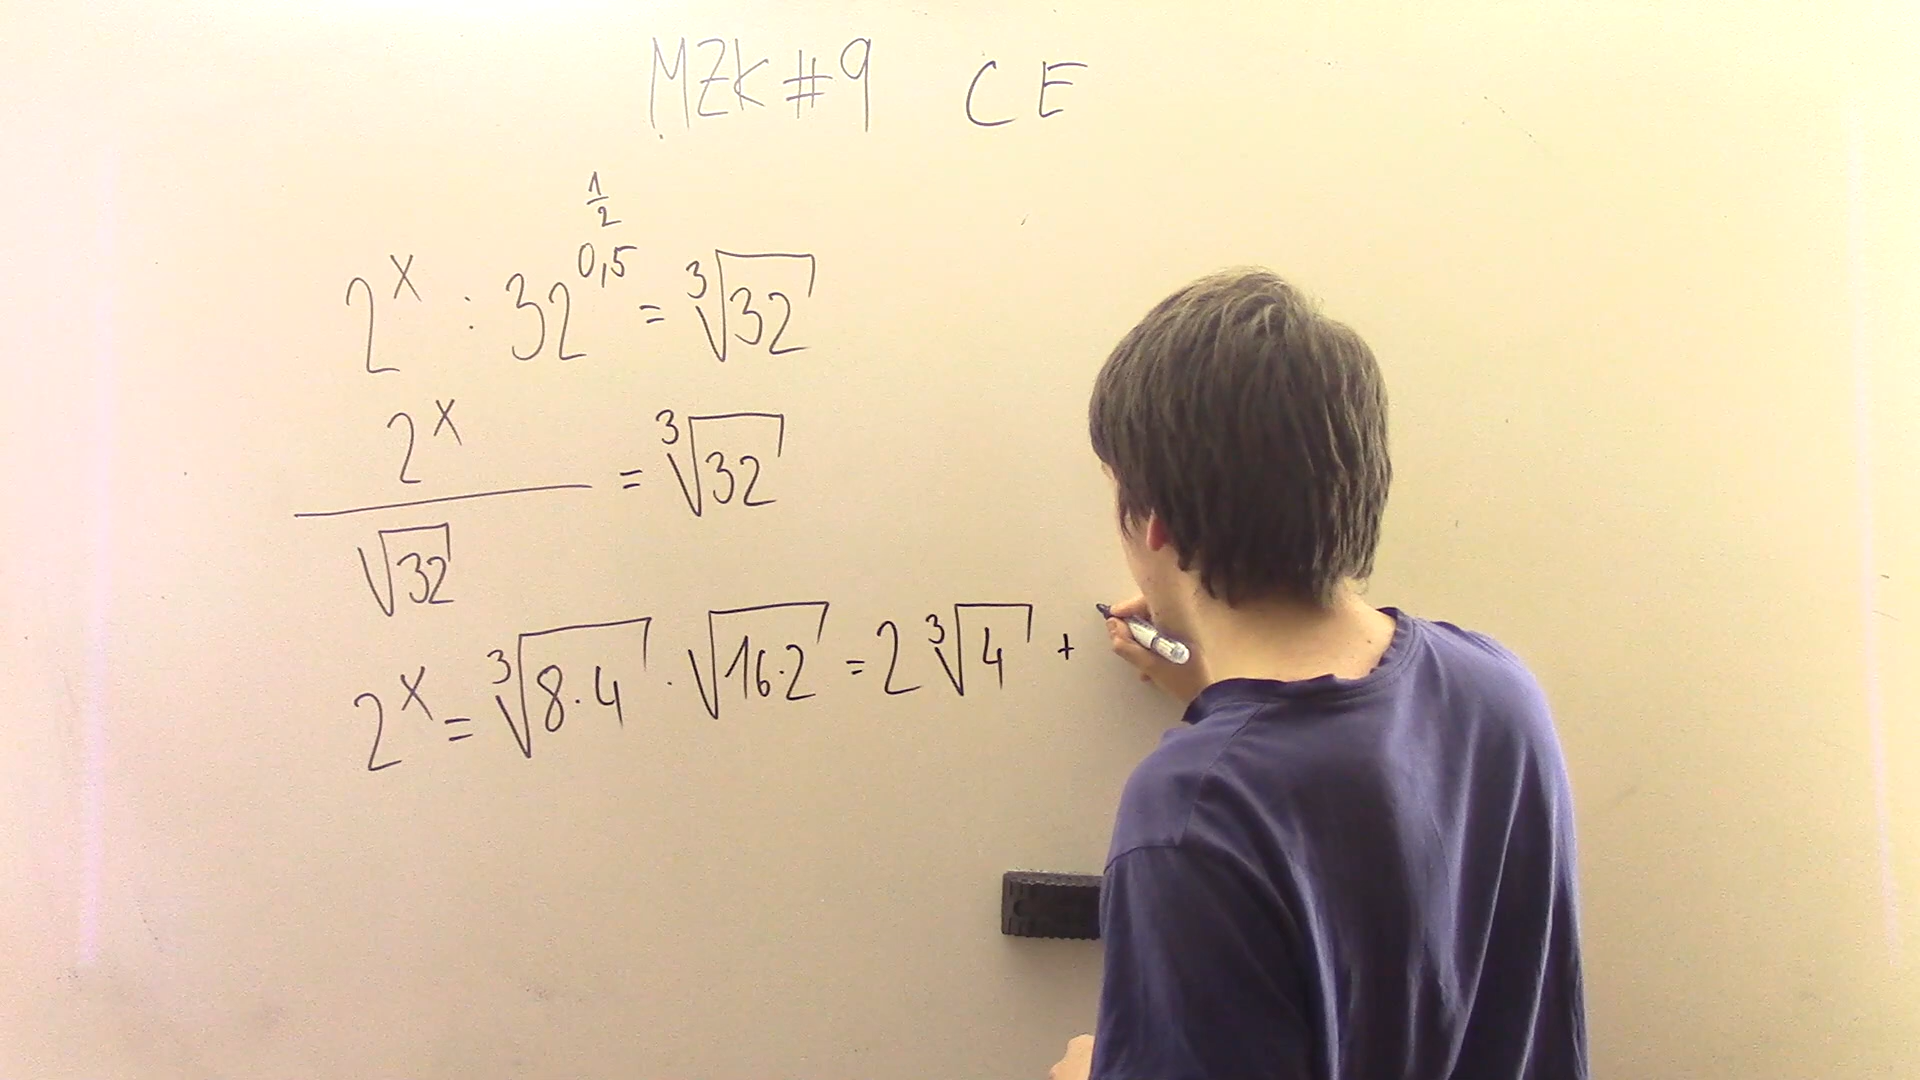 MZK #9 CE
1/2
2^x : 32^0,5 = ∛32
2^x / √32 = ∛32
2^x = ∛8·4 · √16·2 = 2∛4 +